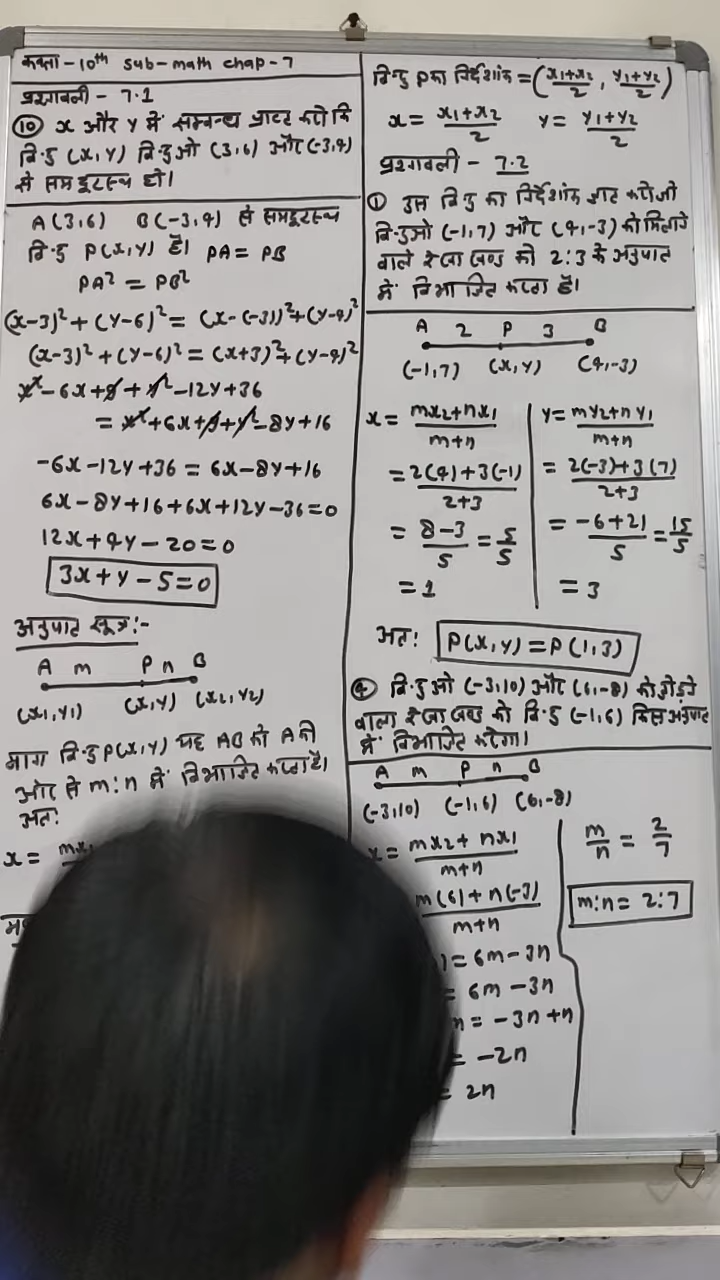 कक्षा - 10th sub-math chap-7
प्रश्नावली - 7.1
⑩ x और y में सम्बन्ध प्राप्त करो कि
बिन्दु (x,y) बिन्दुओ (3,6) और (-3,4)
से समदूरस्थ हो।
A(3,6) B(-3,4) से समदूरस्थ
बिन्दु P(x,y) है। PA = PB
PA² = PB²
(x-3)² + (y-6)² = (x-(-3))² + (y-4)²
(x-3)² + (y-6)² = (x+3)² + (y-4)²
x² - 6x + 9 + y² - 12y + 36
= x² + 6x + 9 + y² - 8y + 16
-6x - 12y + 36 = 6x - 8y + 16
6x - 8y + 16 + 6x + 12y - 36 = 0
12x + 4y - 20 = 0
3x + y - 5 = 0
अनुपात सूत्र:-
A m P n B
(x1,y1) (x,y) (x2,y2)
माना बिन्दु P(x,y) यह AB को A की
ओर से m:n में विभाजित करता है।
अत:
x = mx
बिन्दु P का निर्देशांक = (x1+x2/2, y1+y2/2)
x = x1+x2/2 y = y1+y2/2
प्रश्नावली - 7.2
① उस बिन्दु का निर्देशांक ज्ञात करो जो
बिन्दुओ (-1,7) और (4,-3) को मिलाने
वाले रेखाखण्ड को 2:3 के अनुपात
में विभाजित करता है।
A 2 P 3 B
(-1,7) (x,y) (4,-3)
x = mx2+nx1/m+n
= 2(4)+3(-1)/2+3
= 8-3/5 = 5/5
= 1
y = my2+ny1/m+n
= 2(-3)+3(7)/2+3
= -6+21/5 = 15/5
= 3
अत: P(x,y) = P(1,3)
④ बिन्दुओ (-3,10) और (6,-8) को जोड़ने
वाला रेखाखण्ड को बिन्दु (-1,6) किस अनुपात
में विभाजित करेगा।
A m P n B
(-3,10) (-1,6) (6,-8)
= mx2 + nx1/m+n
m(6) + n(-3)/m+n
= 6m - 3n
= 6m - 3n
= -3n + n
= -2n
= 2n
m/n = 2/7
m:n = 2:7